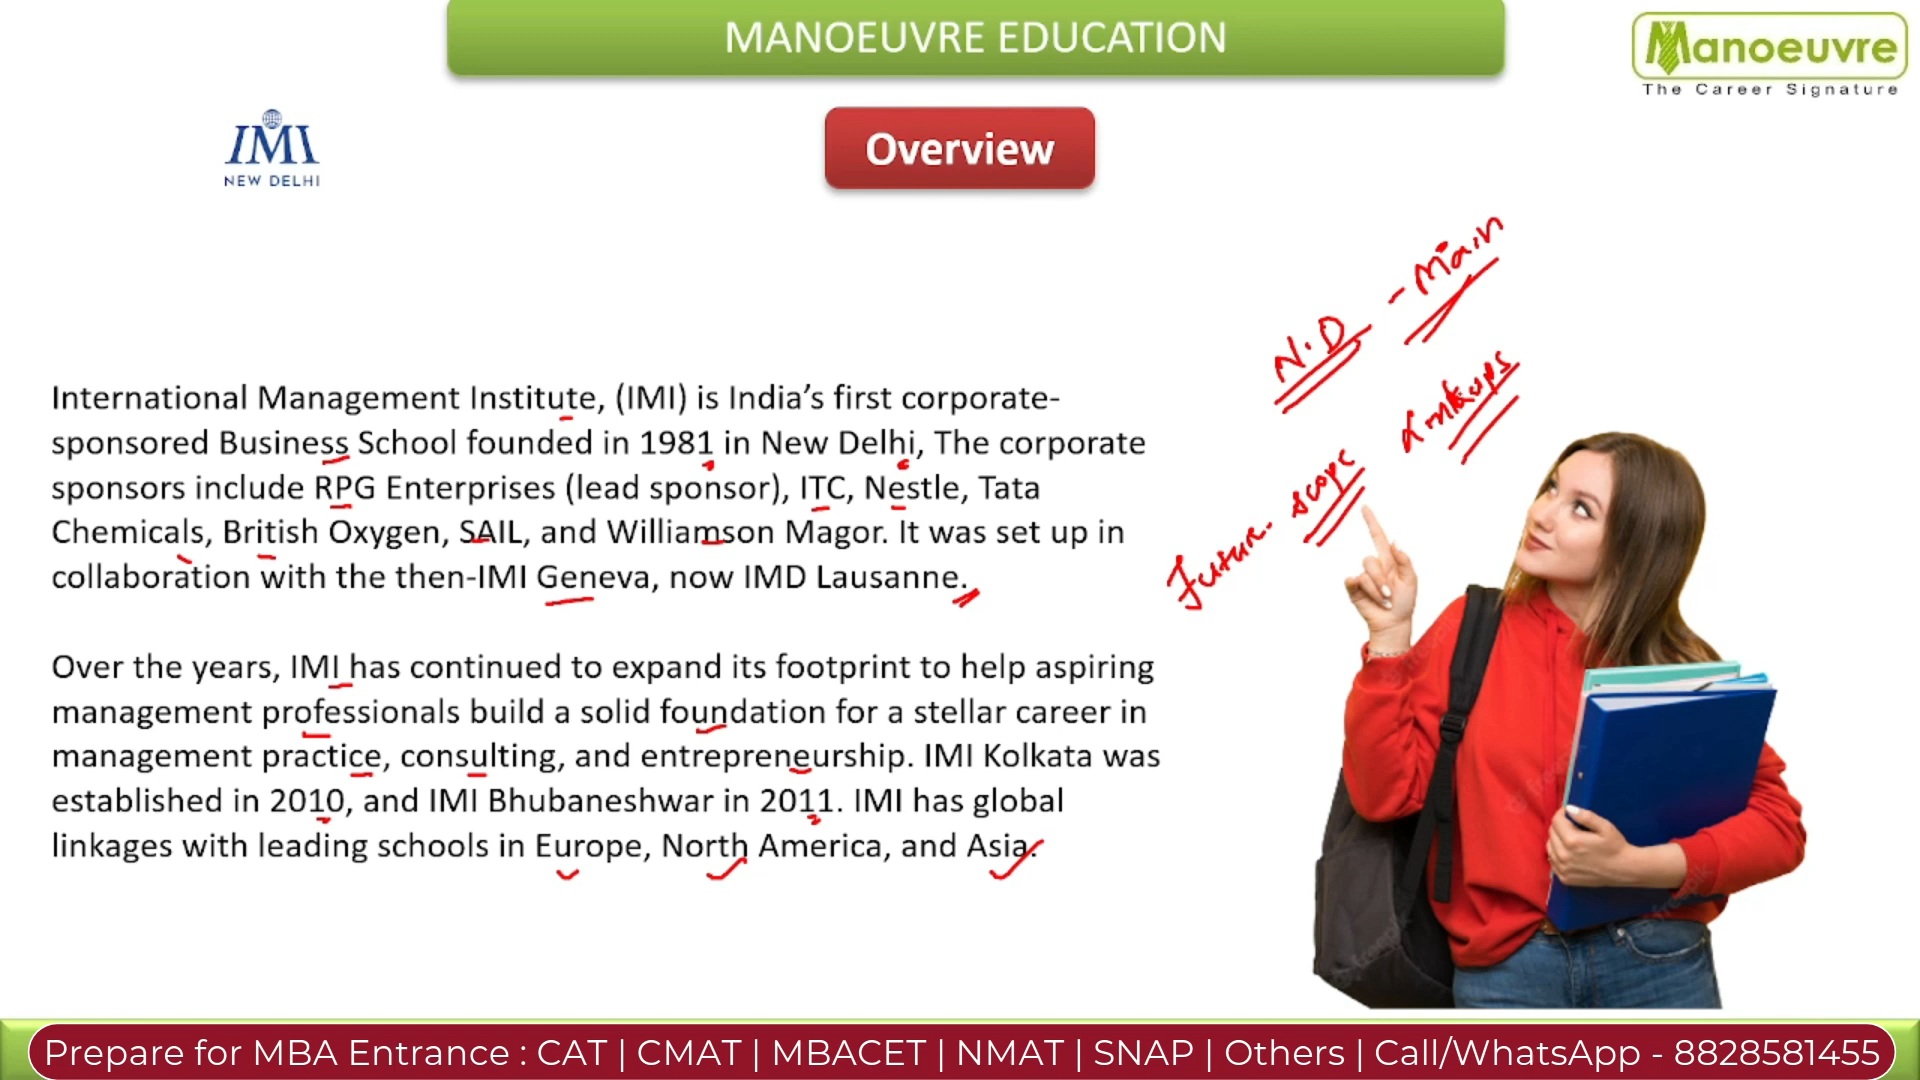 MANOEUVRE EDUCATION
Manoeuvre
The Career Signature
IMI
NEW DELHI
Overview
N.D - Main
Linkups
Future scope
International Management Institute, (IMI) is India’s first corporate-
sponsored Business School founded in 1981 in New Delhi, The corporate
sponsors include RPG Enterprises (lead sponsor), ITC, Nestle, Tata
Chemicals, British Oxygen, SAIL, and Williamson Magor. It was set up in
collaboration with the then-IMI Geneva, now IMD Lausanne.
Over the years, IMI has continued to expand its footprint to help aspiring
management professionals build a solid foundation for a stellar career in
management practice, consulting, and entrepreneurship. IMI Kolkata was
established in 2010, and IMI Bhubaneshwar in 2011. IMI has global
linkages with leading schools in Europe, North America, and Asia.
Prepare for MBA Entrance : CAT | CMAT | MBACET | NMAT | SNAP | Others | Call/WhatsApp - 8828581455